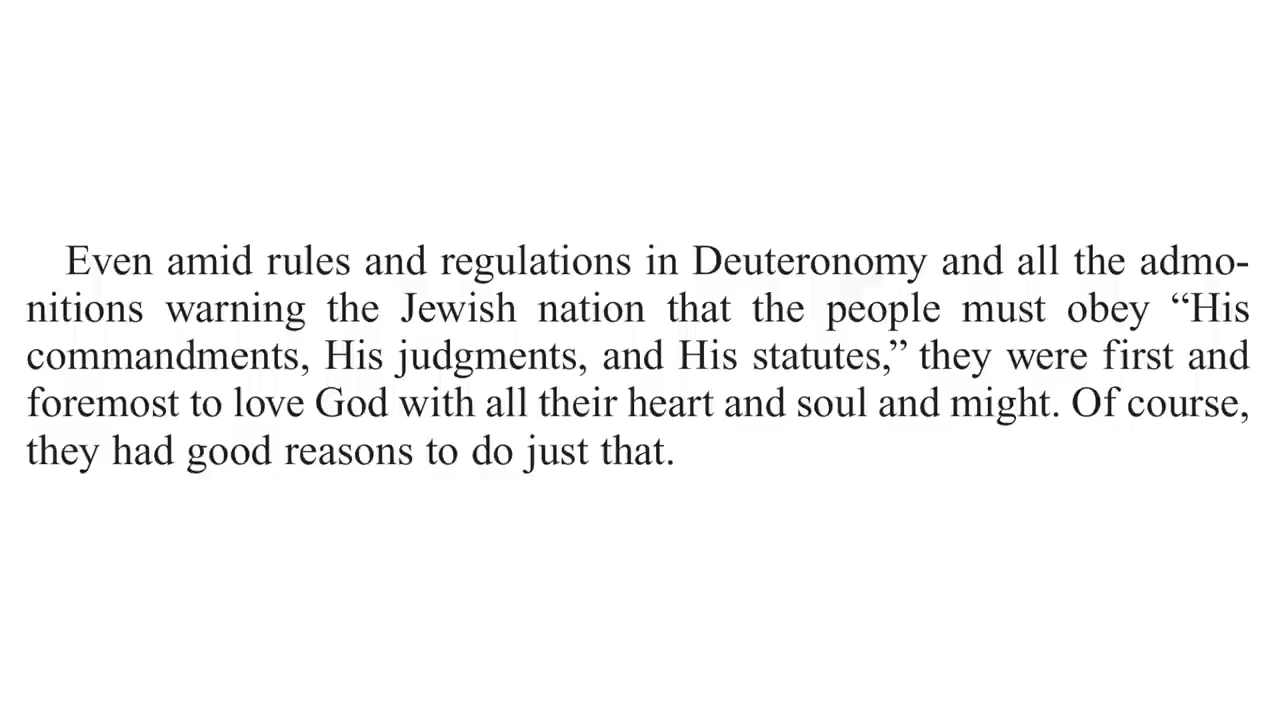 Even amid rules and regulations in Deuteronomy and all the admo-
nitions warning the Jewish nation that the people must obey “His
commandments, His judgments, and His statutes,” they were first and
foremost to love God with all their heart and soul and might. Of course,
they had good reasons to do just that.